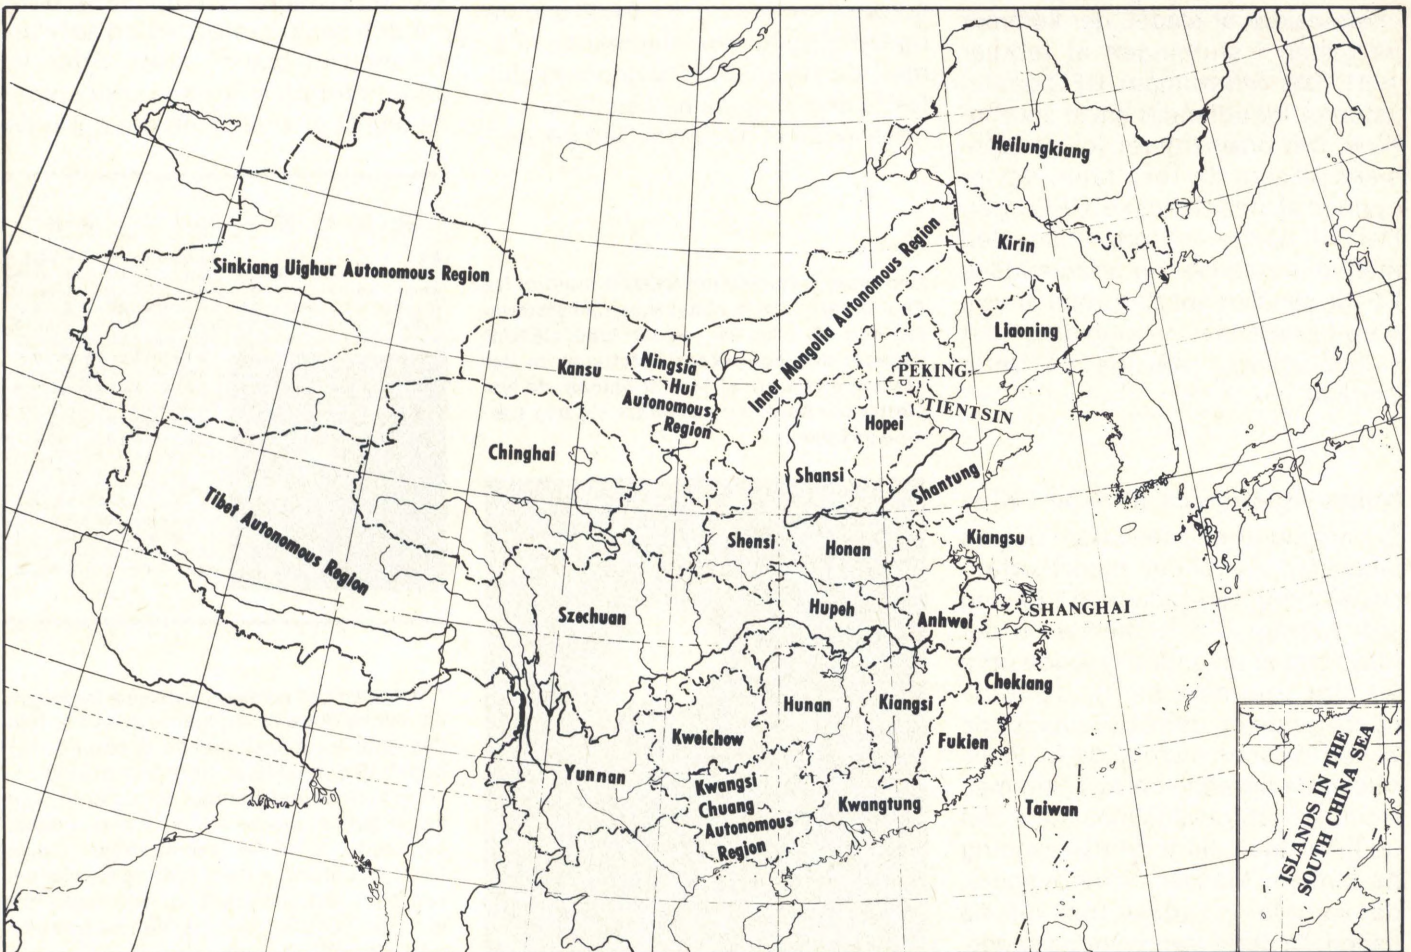 Heilungkiang
Kirin
Sinkiang Uighur Autonomous Region
Inner Mongolia Autonomous Region
Liaoning
Kansu
Ningsia
Hui
Autonomous
Region
PEKING
TIENTSIN
Hopei
Chinghai
Shansi
Shantung
Tibet Autonomous Region
Shensi
Honan
Kiangsu
Szechuan
Hupeh
Anhwei
SHANGHAI
Chekiang
Hunan
Kiangsi
Kweichow
Fukien
Yunnan
Kwangsi
Chuang
Autonomous
Region
Kwangtung
Taiwan
ISLANDS IN THE
SOUTH CHINA SEA